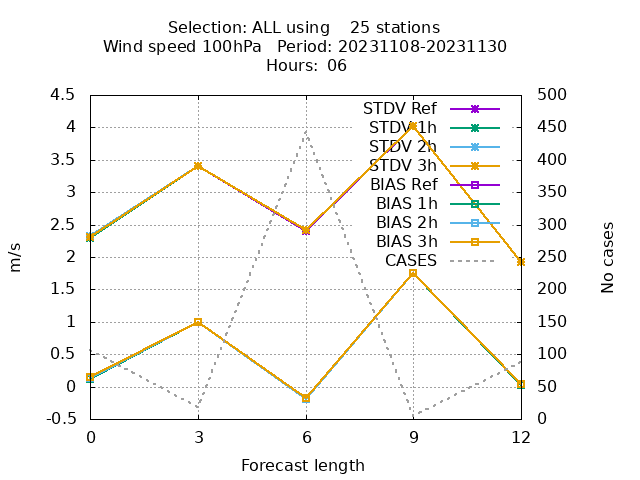 Selection: ALL using    25 stations
Wind speed 100hPa   Period: 20231108-20231130
Hours:  06
4.5
4
3.5
3
2.5
2
1.5
1
0.5
0
-0.5
m/s
500
450
400
350
300
250
200
150
100
50
0
No cases
STDV Ref
STDV 1h
STDV 2h
STDV 3h
BIAS Ref
BIAS 1h
BIAS 2h
BIAS 3h
CASES
0 3 6 9 12
Forecast length